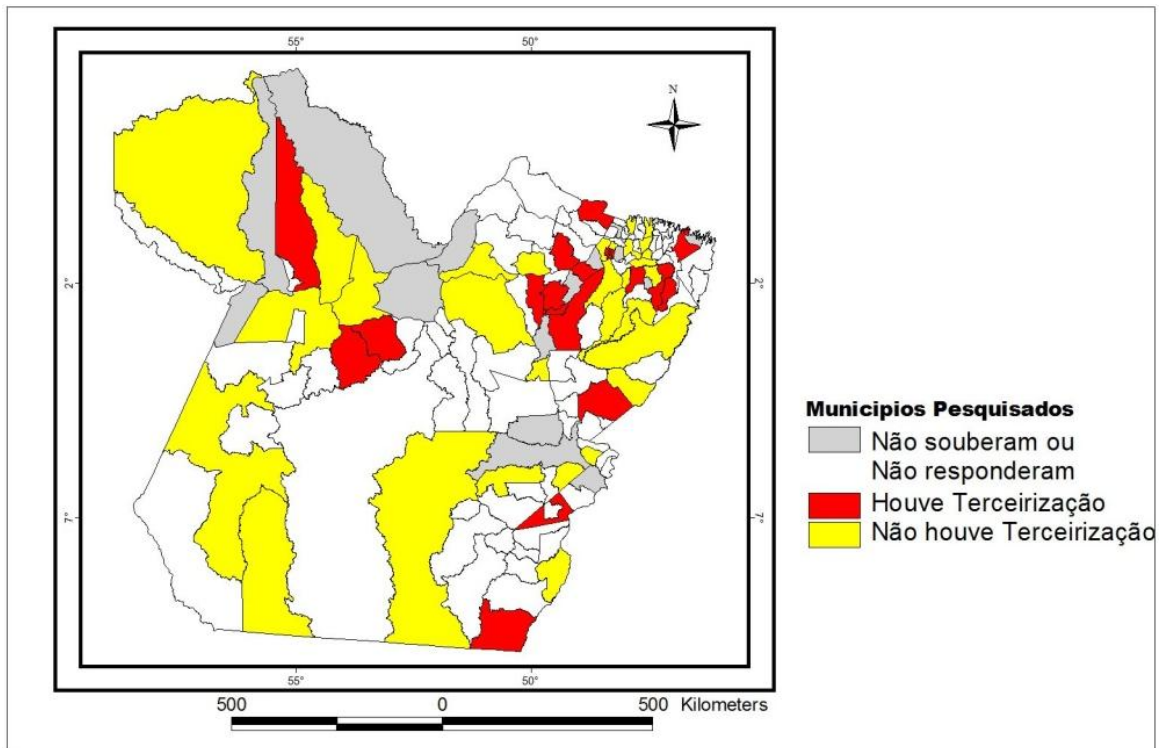 55°
50°
N
2°
2°
Municipios Pesquisados
Não souberam ou
Não responderam
Houve Terceirização
Não houve Terceirização
7°
7°
55°
50°
500
0
500 Kilometers